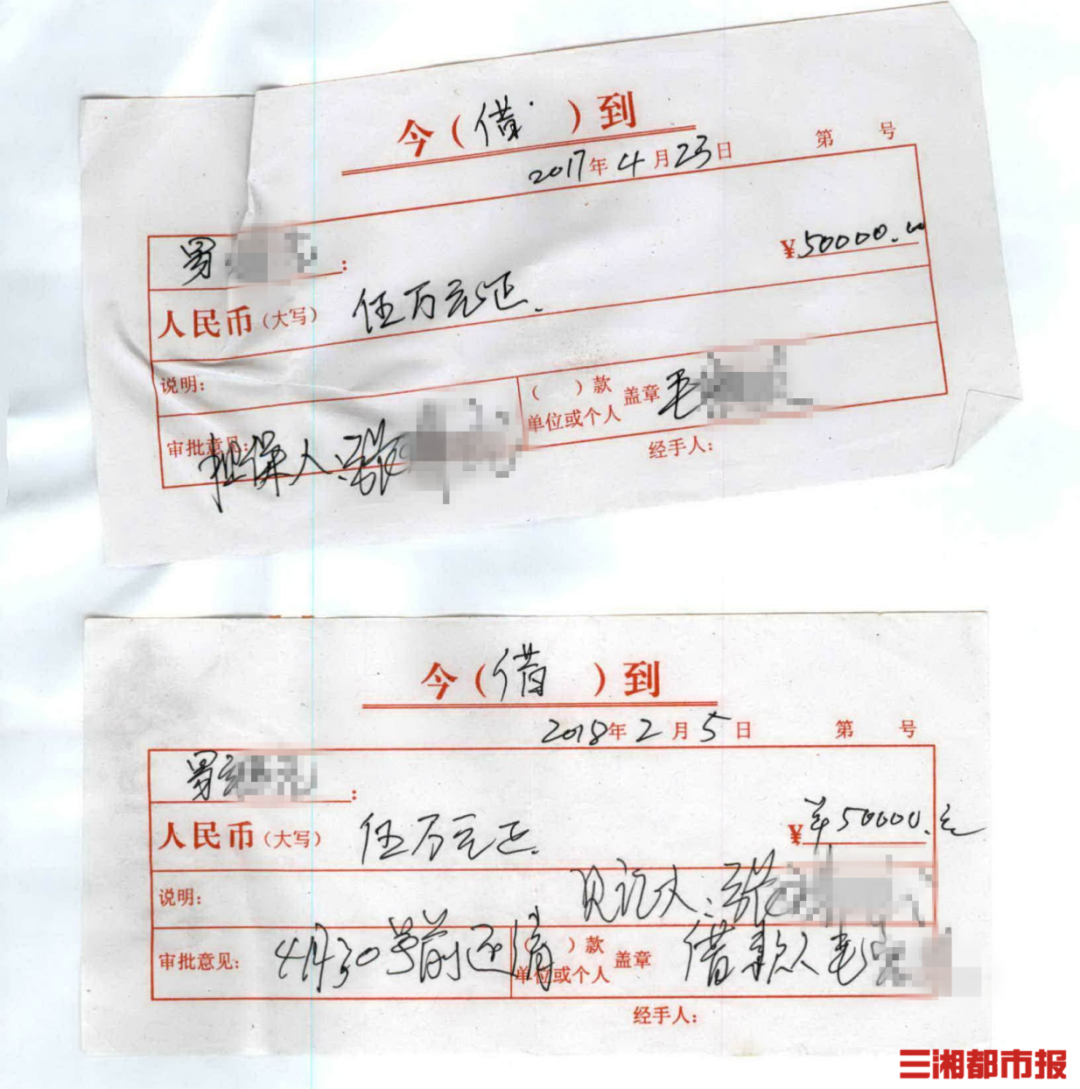 今（借）到
2017年4月23日 第 号
罗 ： ¥50000.00
人民币（大写） 伍万元正.
说明：
（ ）款
单位或个人 盖章 毛
审批意见：
担保人：张
经手人：
今（借）到
2018年2月5日 第 号
罗 ：
人民币（大写） 伍万元正. ¥ ¥50000.元
说明： 见证人：张
审批意见： 4月30号前还清 ）款
单位或个人 盖章 借款人毛
经手人：
三湘都市报